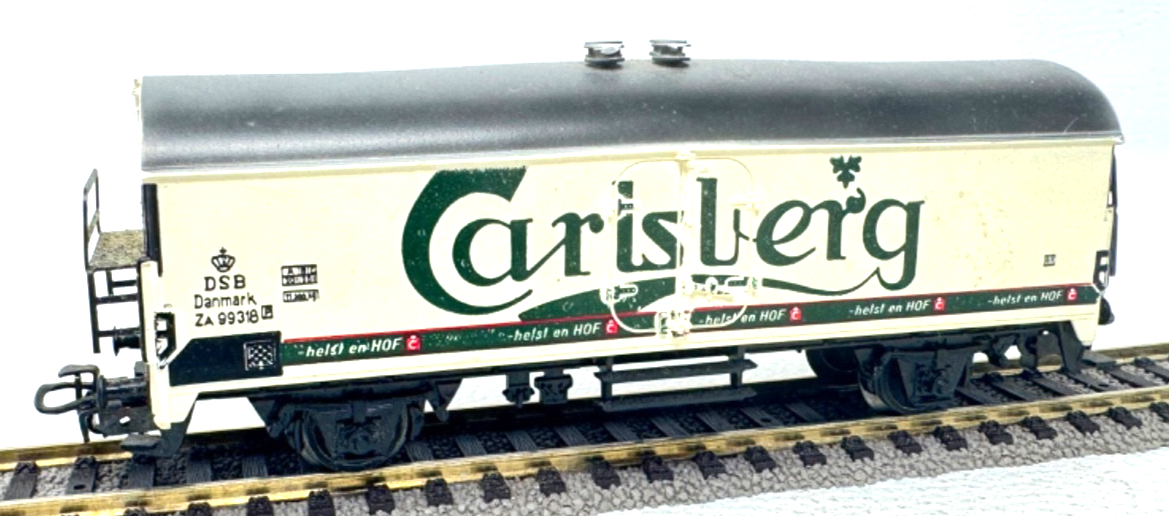 Carlsberg
DSB
Danmark
ZA 99318
-helst en HOF -helst en HOF -helst en HOF -helst en HOF -helst en HOF